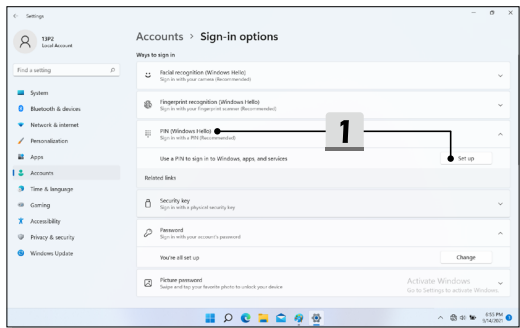 Settings
13P2
Local Account
Find a setting
System
Bluetooth & devices
Network & internet
Personalization
Apps
Accounts
Time & language
Gaming
Accessibility
Privacy & security
Windows Update
Accounts > Sign-in options
Ways to sign in
Facial recognition (Windows Hello)
Sign in with your camera (Recommended)
Fingerprint recognition (Windows Hello)
Sign in with your fingerprint scanner (Recommended)
PIN (Windows Hello)
Sign in with a PIN (Recommended)
1
Use a PIN to sign in to Windows, apps, and services
Set up
Related links
Security key
Sign in with a physical security key
Password
Sign in with your account's password
You're all set up
Change
Picture password
Swipe and tap your favorite photo to unlock your device
Activate Windows
Go to Settings to activate Windows.
6:53 PM
5/14/2021